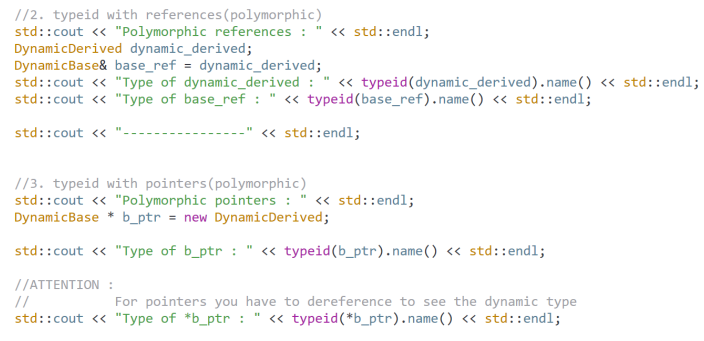 //2. typeid with references(polymorphic)
std::cout << "Polymorphic references : " << std::endl;
DynamicDerived dynamic_derived;
DynamicBase& base_ref = dynamic_derived;
std::cout << "Type of dynamic_derived : " << typeid(dynamic_derived).name() << std::endl;
std::cout << "Type of base_ref : " << typeid(base_ref).name() << std::endl;
std::cout << "----------------" << std::endl;
//3. typeid with pointers(polymorphic)
std::cout << "Polymorphic pointers : " << std::endl;
DynamicBase * b_ptr = new DynamicDerived;
std::cout << "Type of b_ptr : " << typeid(b_ptr).name() << std::endl;
//ATTENTION :
// For pointers you have to dereference to see the dynamic type
std::cout << "Type of *b_ptr : " << typeid(*b_ptr).name() << std::endl;